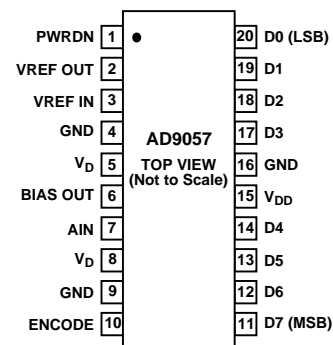 PWRDN 1
VREF OUT 2
VREF IN 3
GND 4
VD 5
BIAS OUT 6
AIN 7
VD 8
GND 9
ENCODE 10
AD9057
TOP VIEW
(Not to Scale)
20 D0 (LSB)
19 D1
18 D2
17 D3
16 GND
15 VDD
14 D4
13 D5
12 D6
11 D7 (MSB)